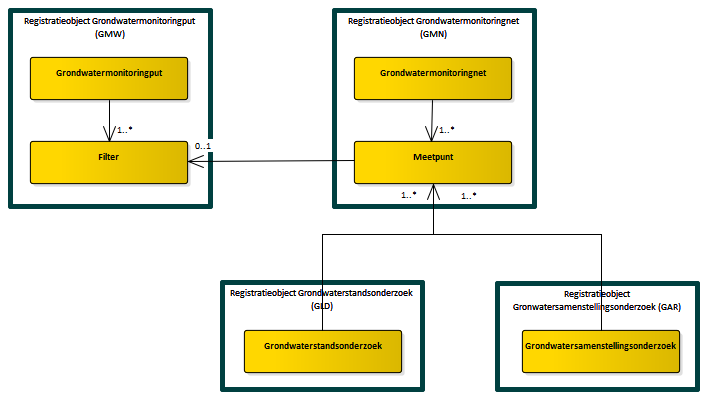 Registratieobject Grondwatermonitoringput
(GMW)
Grondwatermonitoringput
1..*
Filter
0..1
Registratieobject Grondwatermonitoringnet
(GMN)
Grondwatermonitoringnet
1..*
Meetpunt
1..*
1..*
Registratieobject Grondwaterstandsonderzoek
(GLD)
Grondwaterstandsonderzoek
Registratieobject
Gronwatersamenstellingsonderzoek (GAR)
Grondwatersamenstellingsonderzoek